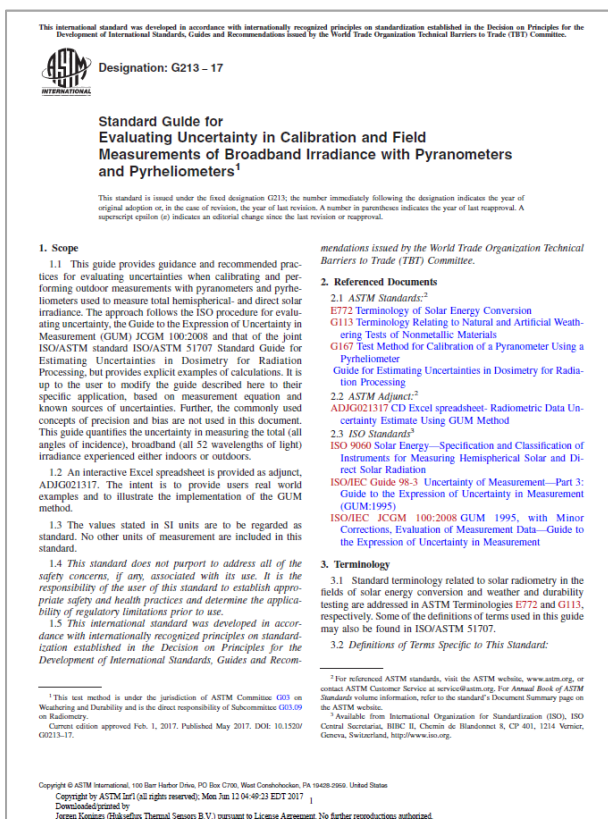 This international standard was developed in accordance with internationally recognized principles on standardization established in the Decision on Principles for the
Development of International Standards, Guides and Recommendations issued by the World Trade Organization Technical Barriers to Trade (TBT) Committee.
ASTM
INTERNATIONAL
Designation: G213 – 17
Standard Guide for
Evaluating Uncertainty in Calibration and Field
Measurements of Broadband Irradiance with Pyranometers
and Pyrheliometers¹
This standard is issued under the fixed designation G213; the number immediately following the designation indicates the year of
original adoption or, in the case of revision, the year of last revision. A number in parentheses indicates the year of last reapproval. A
superscript epsilon (ε) indicates an editorial change since the last revision or reapproval.
1. Scope
1.1 This guide provides guidance and recommended prac-
tices for evaluating uncertainties when calibrating and per-
forming outdoor measurements with pyranometers and pyrhe-
liometers used to measure total hemispherical- and direct solar
irradiance. The approach follows the ISO procedure for evalu-
ating uncertainty, the Guide to the Expression of Uncertainty in
Measurement (GUM) JCGM 100:2008 and that of the joint
ISO/ASTM standard ISO/ASTM 51707 Standard Guide for
Estimating Uncertainties in Dosimetry for Radiation
Processing, but provides explicit examples of calculations. It is
up to the user to modify the guide described here to their
specific application, based on measurement equation and
known sources of uncertainties. Further, the commonly used
concepts of precision and bias are not used in this document.
This guide quantifies the uncertainty in measuring the total (all
angles of incidence), broadband (all 52 wavelengths of light)
irradiance experienced either indoors or outdoors.
1.2 An interactive Excel spreadsheet is provided as adjunct,
ADJG021317. The intent is to provide users real world
examples and to illustrate the implementation of the GUM
method.
1.3 The values stated in SI units are to be regarded as
standard. No other units of measurement are included in this
standard.
1.4 This standard does not purport to address all of the
safety concerns, if any, associated with its use. It is the
responsibility of the user of this standard to establish appro-
priate safety and health practices and determine the applica-
bility of regulatory limitations prior to use.
1.5 This international standard was developed in accor-
dance with internationally recognized principles on standard-
ization established in the Decision on Principles for the
Development of International Standards, Guides and Recom-
mendations issued by the World Trade Organization Technical
Barriers to Trade (TBT) Committee.
2. Referenced Documents
2.1 ASTM Standards:²
E772 Terminology of Solar Energy Conversion
G113 Terminology Relating to Natural and Artificial Weath-
ering Tests of Nonmetallic Materials
G167 Test Method for Calibration of a Pyranometer Using a
Pyrheliometer
Guide for Estimating Uncertainties in Dosimetry for Radia-
tion Processing
2.2 ASTM Adjunct:²
ADJG021317 CD Excel spreadsheet- Radiometric Data Un-
certainty Estimate Using GUM Method
2.3 ISO Standards³
ISO 9060 Solar Energy—Specification and Classification of
Instruments for Measuring Hemispherical Solar and Di-
rect Solar Radiation
ISO/IEC Guide 98-3 Uncertainty of Measurement—Part 3:
Guide to the Expression of Uncertainty in Measurement
(GUM:1995)
ISO/IEC JCGM 100:2008 GUM 1995, with Minor
Corrections, Evaluation of Measurement Data—Guide to
the Expression of Uncertainty in Measurement
3. Terminology
3.1 Standard terminology related to solar radiometry in the
fields of solar energy conversion and weather and durability
testing are addressed in ASTM Terminologies E772 and G113,
respectively. Some of the definitions of terms used in this guide
may also be found in ISO/ASTM 51707.
3.2 Definitions of Terms Specific to This Standard:
¹ This test method is under the jurisdiction of ASTM Committee G03 on
Weathering and Durability and is the direct responsibility of Subcommittee G03.09
on Radiometry.
Current edition approved Feb. 1, 2017. Published May 2017. DOI: 10.1520/
G0213–17.
² For referenced ASTM standards, visit the ASTM website, www.astm.org, or
contact ASTM Customer Service at service@astm.org. For Annual Book of ASTM
Standards volume information, refer to the standard's Document Summary page on
the ASTM website.
³ Available from International Organization for Standardization (ISO), ISO
Central Secretariat, BIBC II, Chemin de Blandonnet 8, CP 401, 1214 Vernier,
Geneva, Switzerland, http://www.iso.org.
Copyright © ASTM International, 100 Barr Harbor Drive, PO Box C700, West Conshohocken, PA 19428-2959. United States
Copyright by ASTM Int'l (all rights reserved); Mon Jun 12 04:49:23 EDT 2017
1
Downloaded/printed by
Jorgen Konings (Hukseflux Thermal Sensors B.V.) pursuant to License Agreement. No further reproductions authorized.